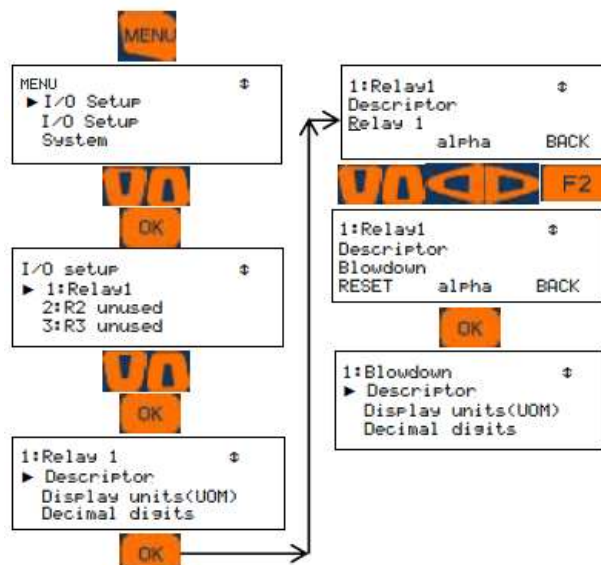 MENU
MENU
I/O Setup
I/O Setup
System
OK
I/O setup
1:Relay1
2:R2 unused
3:R3 unused
OK
1:Relay 1
Descriptor
Display units(UOM)
Decimal digits
OK
1:Relay1
Descriptor
Relay 1
alpha BACK
F2
1:Relay1
Descriptor
Blowdown
RESET alpha BACK
OK
1:Blowdown
Descriptor
Display units(UOM)
Decimal digits